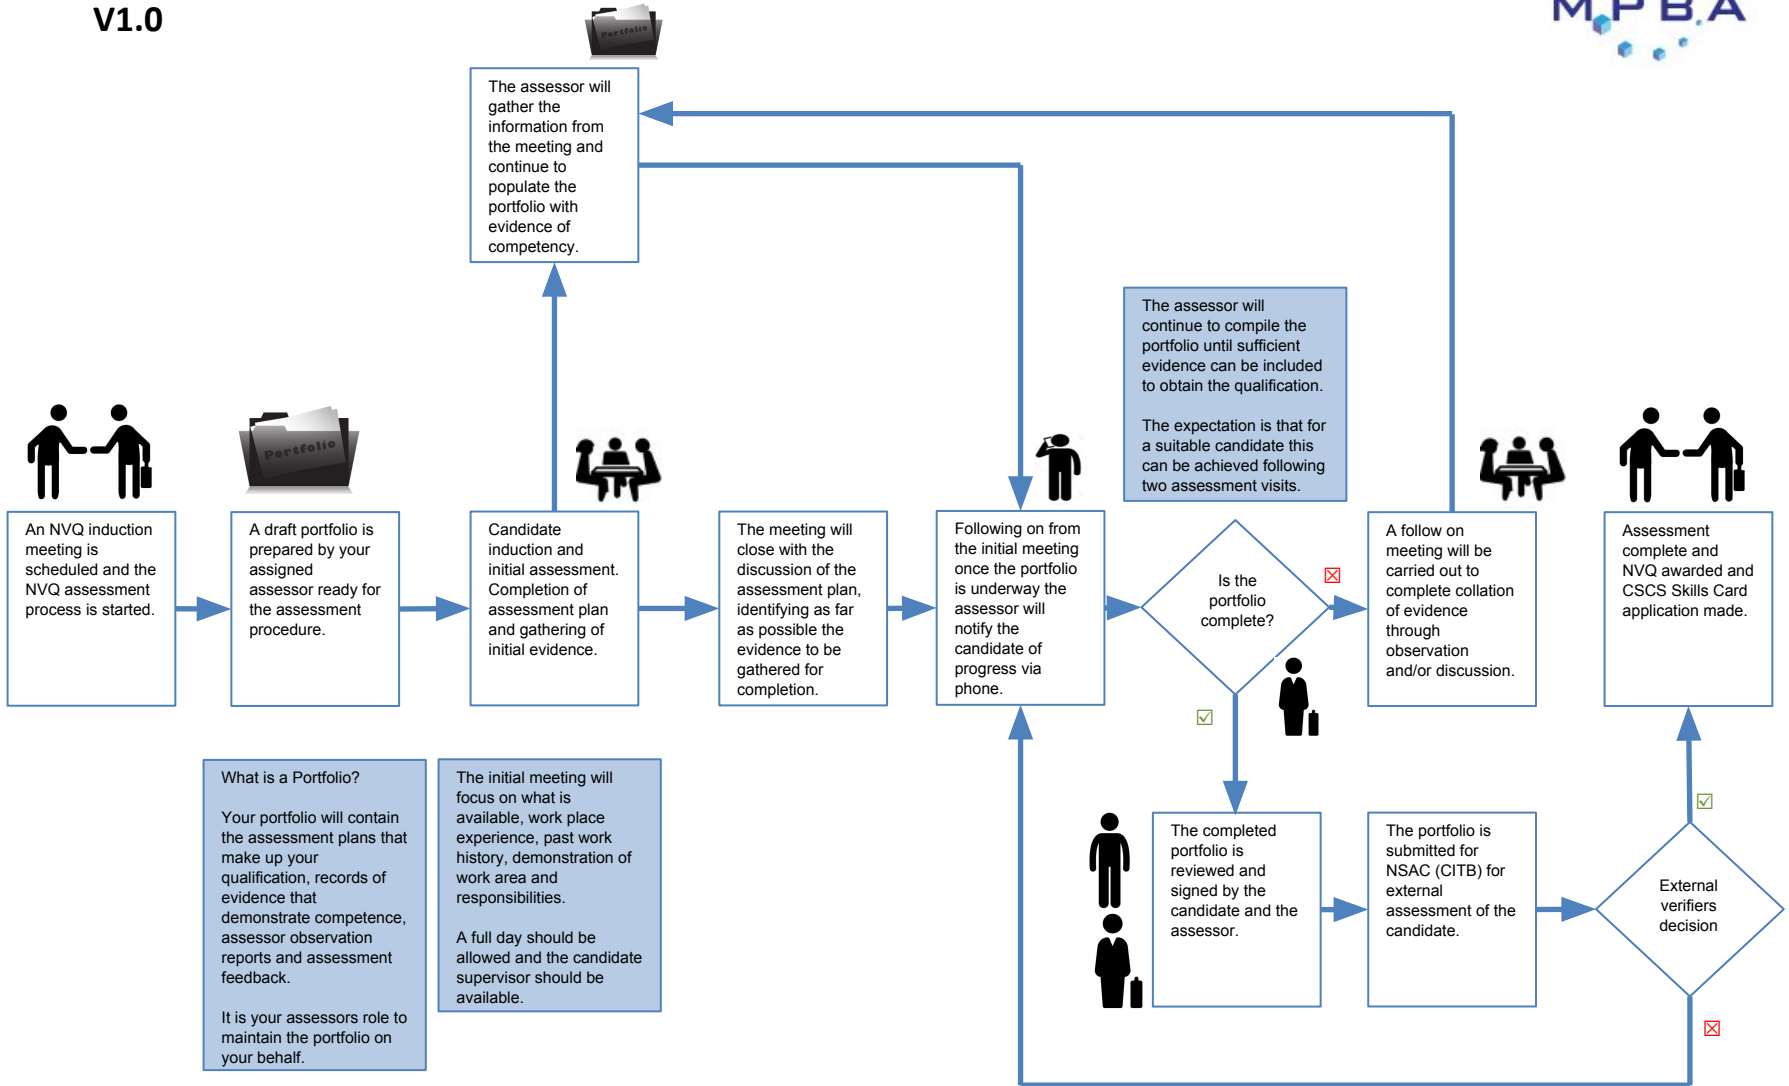 V1.0
MPBA
Portfolio
The assessor will
gather the
information from
the meeting and
continue to
populate the
portfolio with
evidence of
competency.
The assessor will
continue to compile the
portfolio until sufficient
evidence can be included
to obtain the qualification.
The expectation is that for
a suitable candidate this
can be achieved following
two assessment visits.
Portfolio
An NVQ induction
meeting is
scheduled and the
NVQ assessment
process is started.
A draft portfolio is
prepared by your
assigned
assessor ready for
the assessment
procedure.
Candidate
induction and
initial assessment.
Completion of
assessment plan
and gathering of
initial evidence.
The meeting will
close with the
discussion of the
assessment plan,
identifying as far
as possible the
evidence to be
gathered for
completion.
Following on from
the initial meeting
once the portfolio
is underway the
assessor will
notify the
candidate of
progress via
phone.
Is the
portfolio
complete?
A follow on
meeting will be
carried out to
complete collation
of evidence
through
observation
and/or discussion.
Assessment
complete and
NVQ awarded and
CSCS Skills Card
application made.
What is a Portfolio?
Your portfolio will contain
the assessment plans that
make up your
qualification, records of
evidence that
demonstrate competence,
assessor observation
reports and assessment
feedback.
It is your assessors role to
maintain the portfolio on
your behalf.
The initial meeting will
focus on what is
available, work place
experience, past work
history, demonstration of
work area and
responsibilities.
A full day should be
allowed and the candidate
supervisor should be
available.
The completed
portfolio is
reviewed and
signed by the
candidate and the
assessor.
The portfolio is
submitted for
NSAC (CITB) for
external
assessment of the
candidate.
External
verifiers
decision